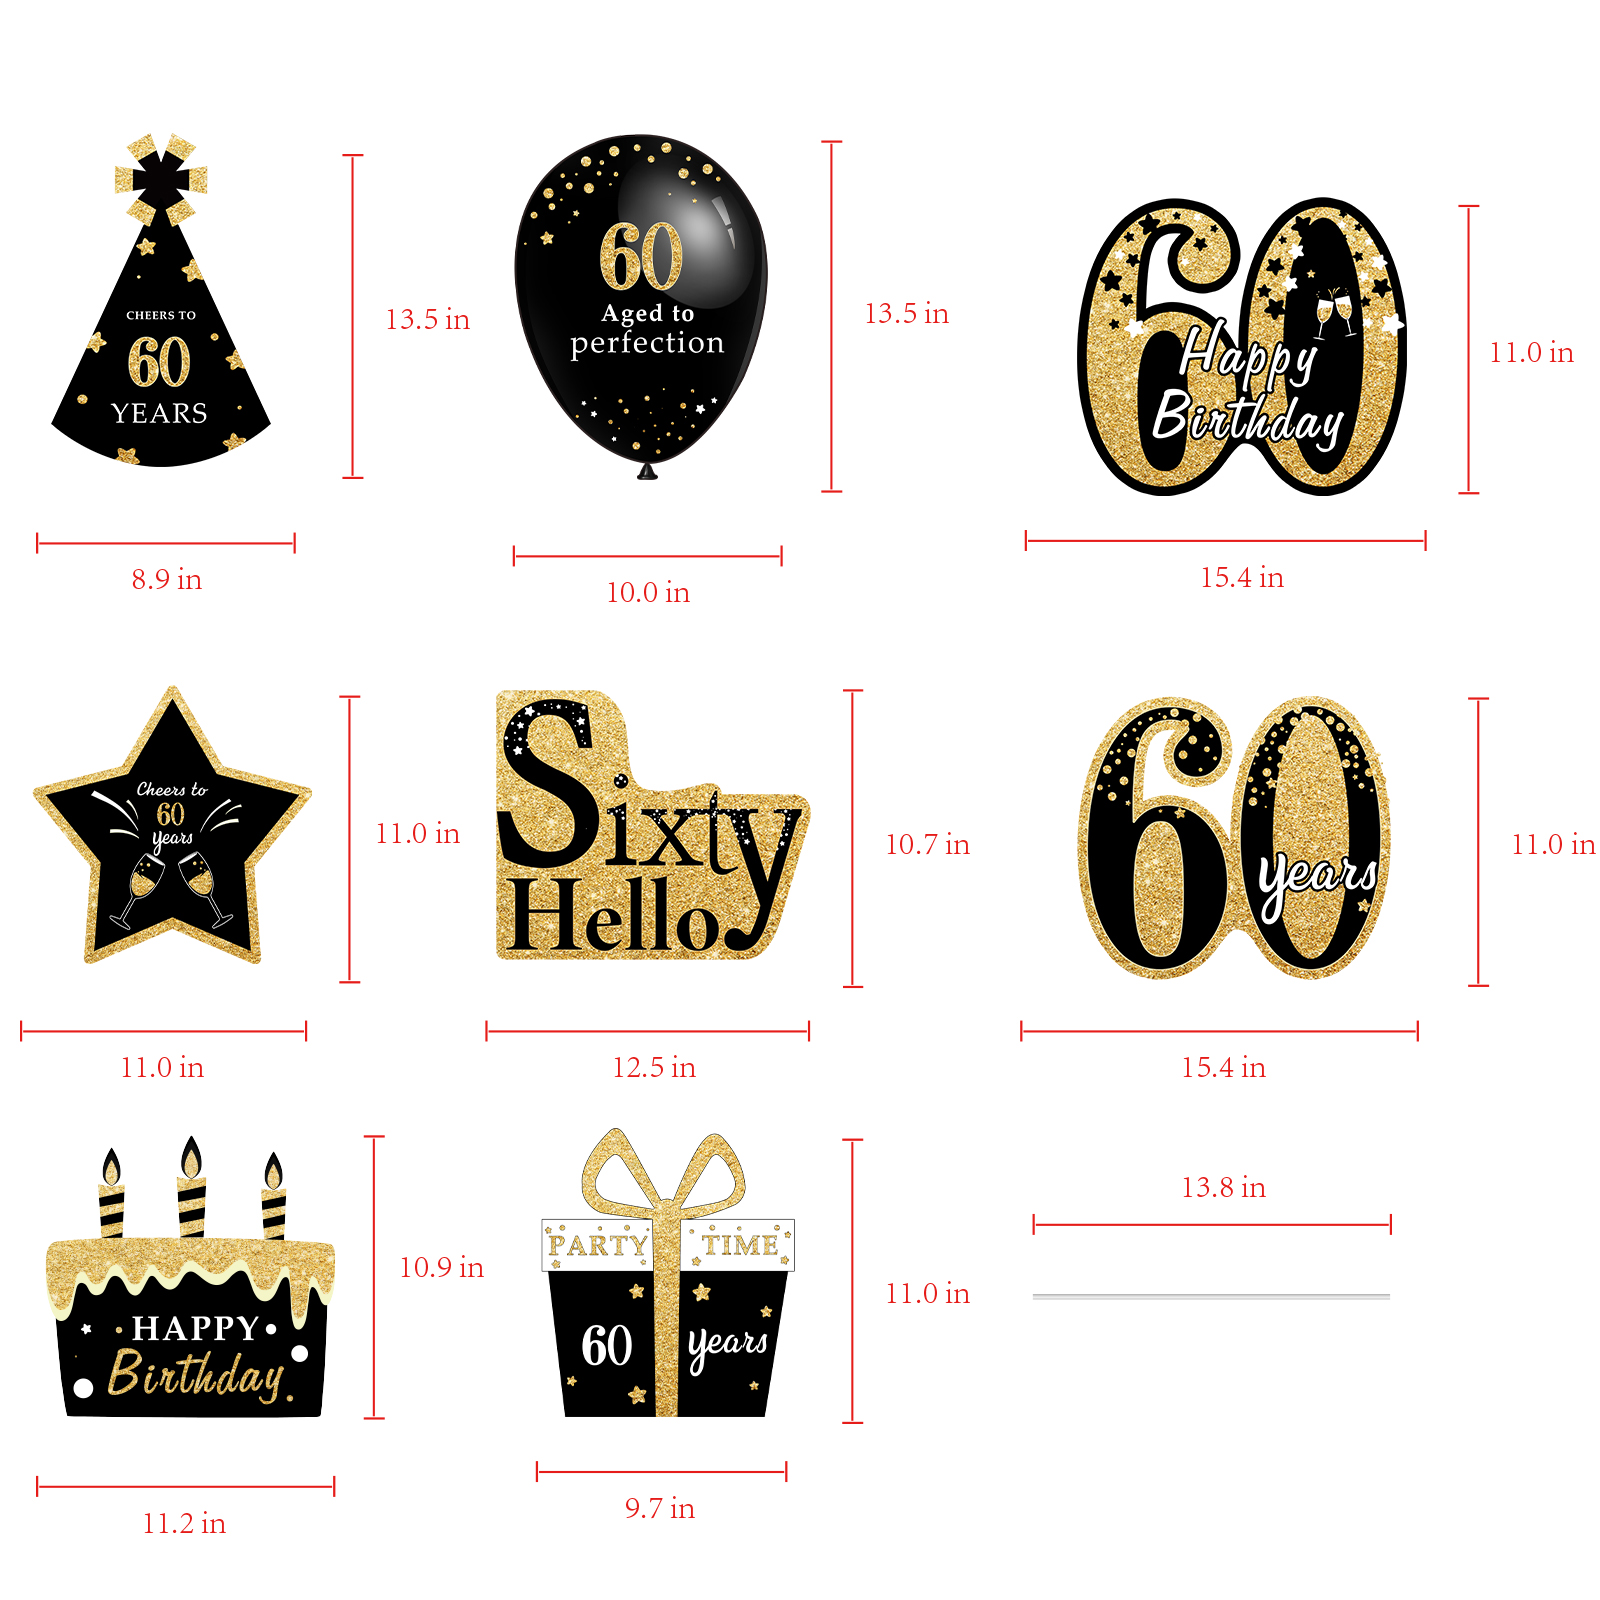 CHEERS TO
60
YEARS
13.5 in
8.9 in
60
Aged to
perfection
13.5 in
10.0 in
60
Happy
Birthday
11.0 in
15.4 in
Cheers to
60
years
11.0 in
11.0 in
Sixty
Hello
10.7 in
12.5 in
60
years
11.0 in
15.4 in
HAPPY
Birthday
10.9 in
11.2 in
PARTY TIME
60 years
11.0 in
9.7 in
13.8 in